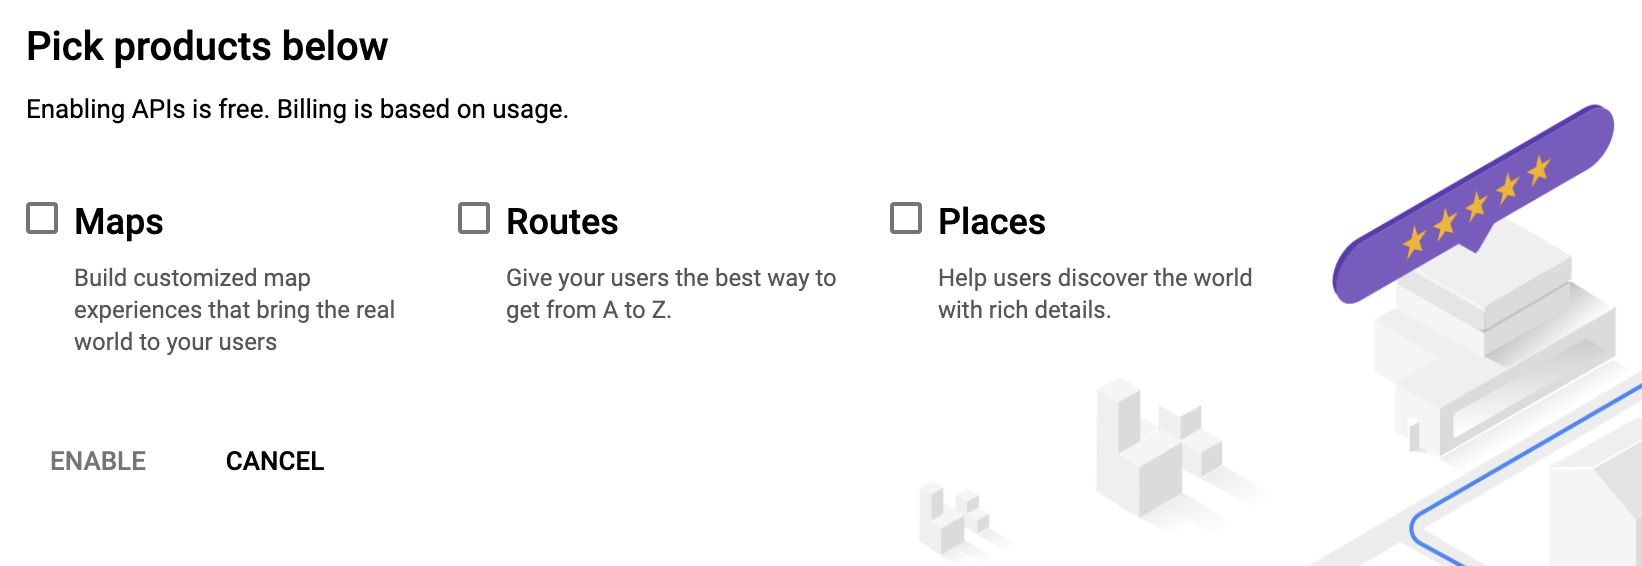 Pick products below
Enabling APIs is free. Billing is based on usage.
Maps
Build customized map
experiences that bring the real
world to your users
Routes
Give your users the best way to
get from A to Z.
Places
Help users discover the world
with rich details.
ENABLE
CANCEL